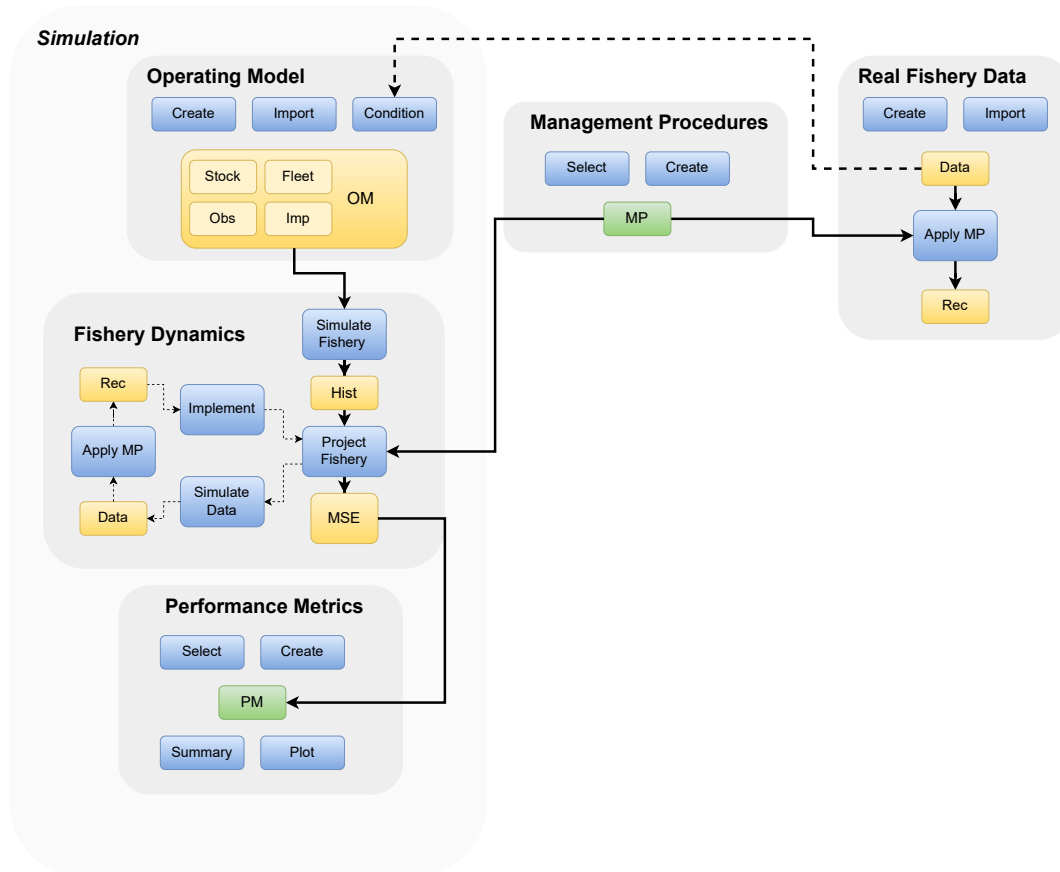 Simulation
Operating Model
Create
Import
Condition
Stock
Fleet
Obs
Imp
OM
Management Procedures
Select
Create
MP
Real Fishery Data
Create
Import
Data
Apply MP
Rec
Fishery Dynamics
Simulate
Fishery
Hist
Project
Fishery
MSE
Rec
Implement
Apply MP
Simulate
Data
Data
Performance Metrics
Select
Create
PM
Summary
Plot